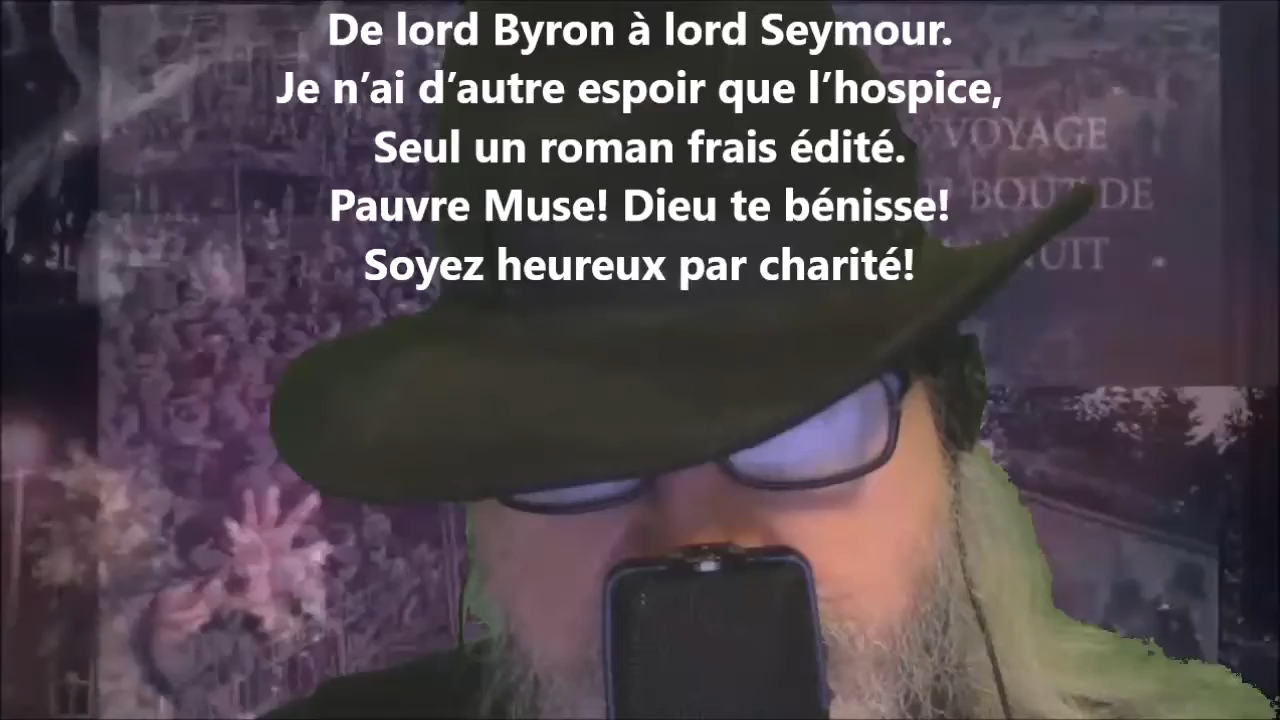 De lord Byron à lord Seymour.
Je n’ai d’autre espoir que l’hospice,
Seul un roman frais édité.
Pauvre Muse! Dieu te bénisse!
Soyez heureux par charité!
VOYAGE
BOUT DE
NUIT